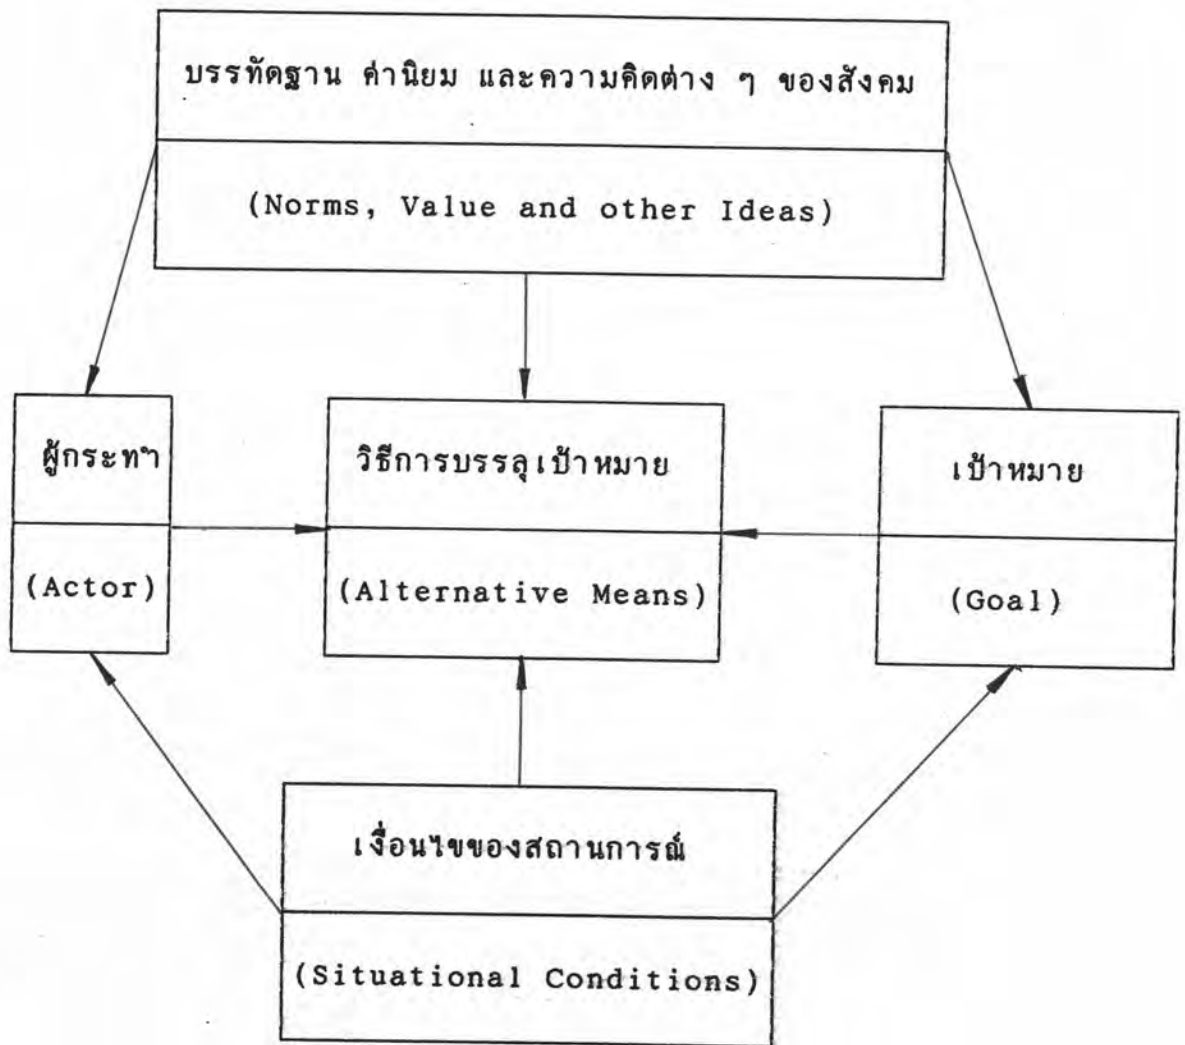 บรรทัดฐาน ค่านิยม และความคิดต่าง ๆ ของสังคม
(Norms, Value and other Ideas)
ผู้กระทำ
(Actor)
วิธีการบรรลุเป้าหมาย
(Alternative Means)
เป้าหมาย
(Goal)
เงื่อนไขของสถานการณ์
(Situational Conditions)